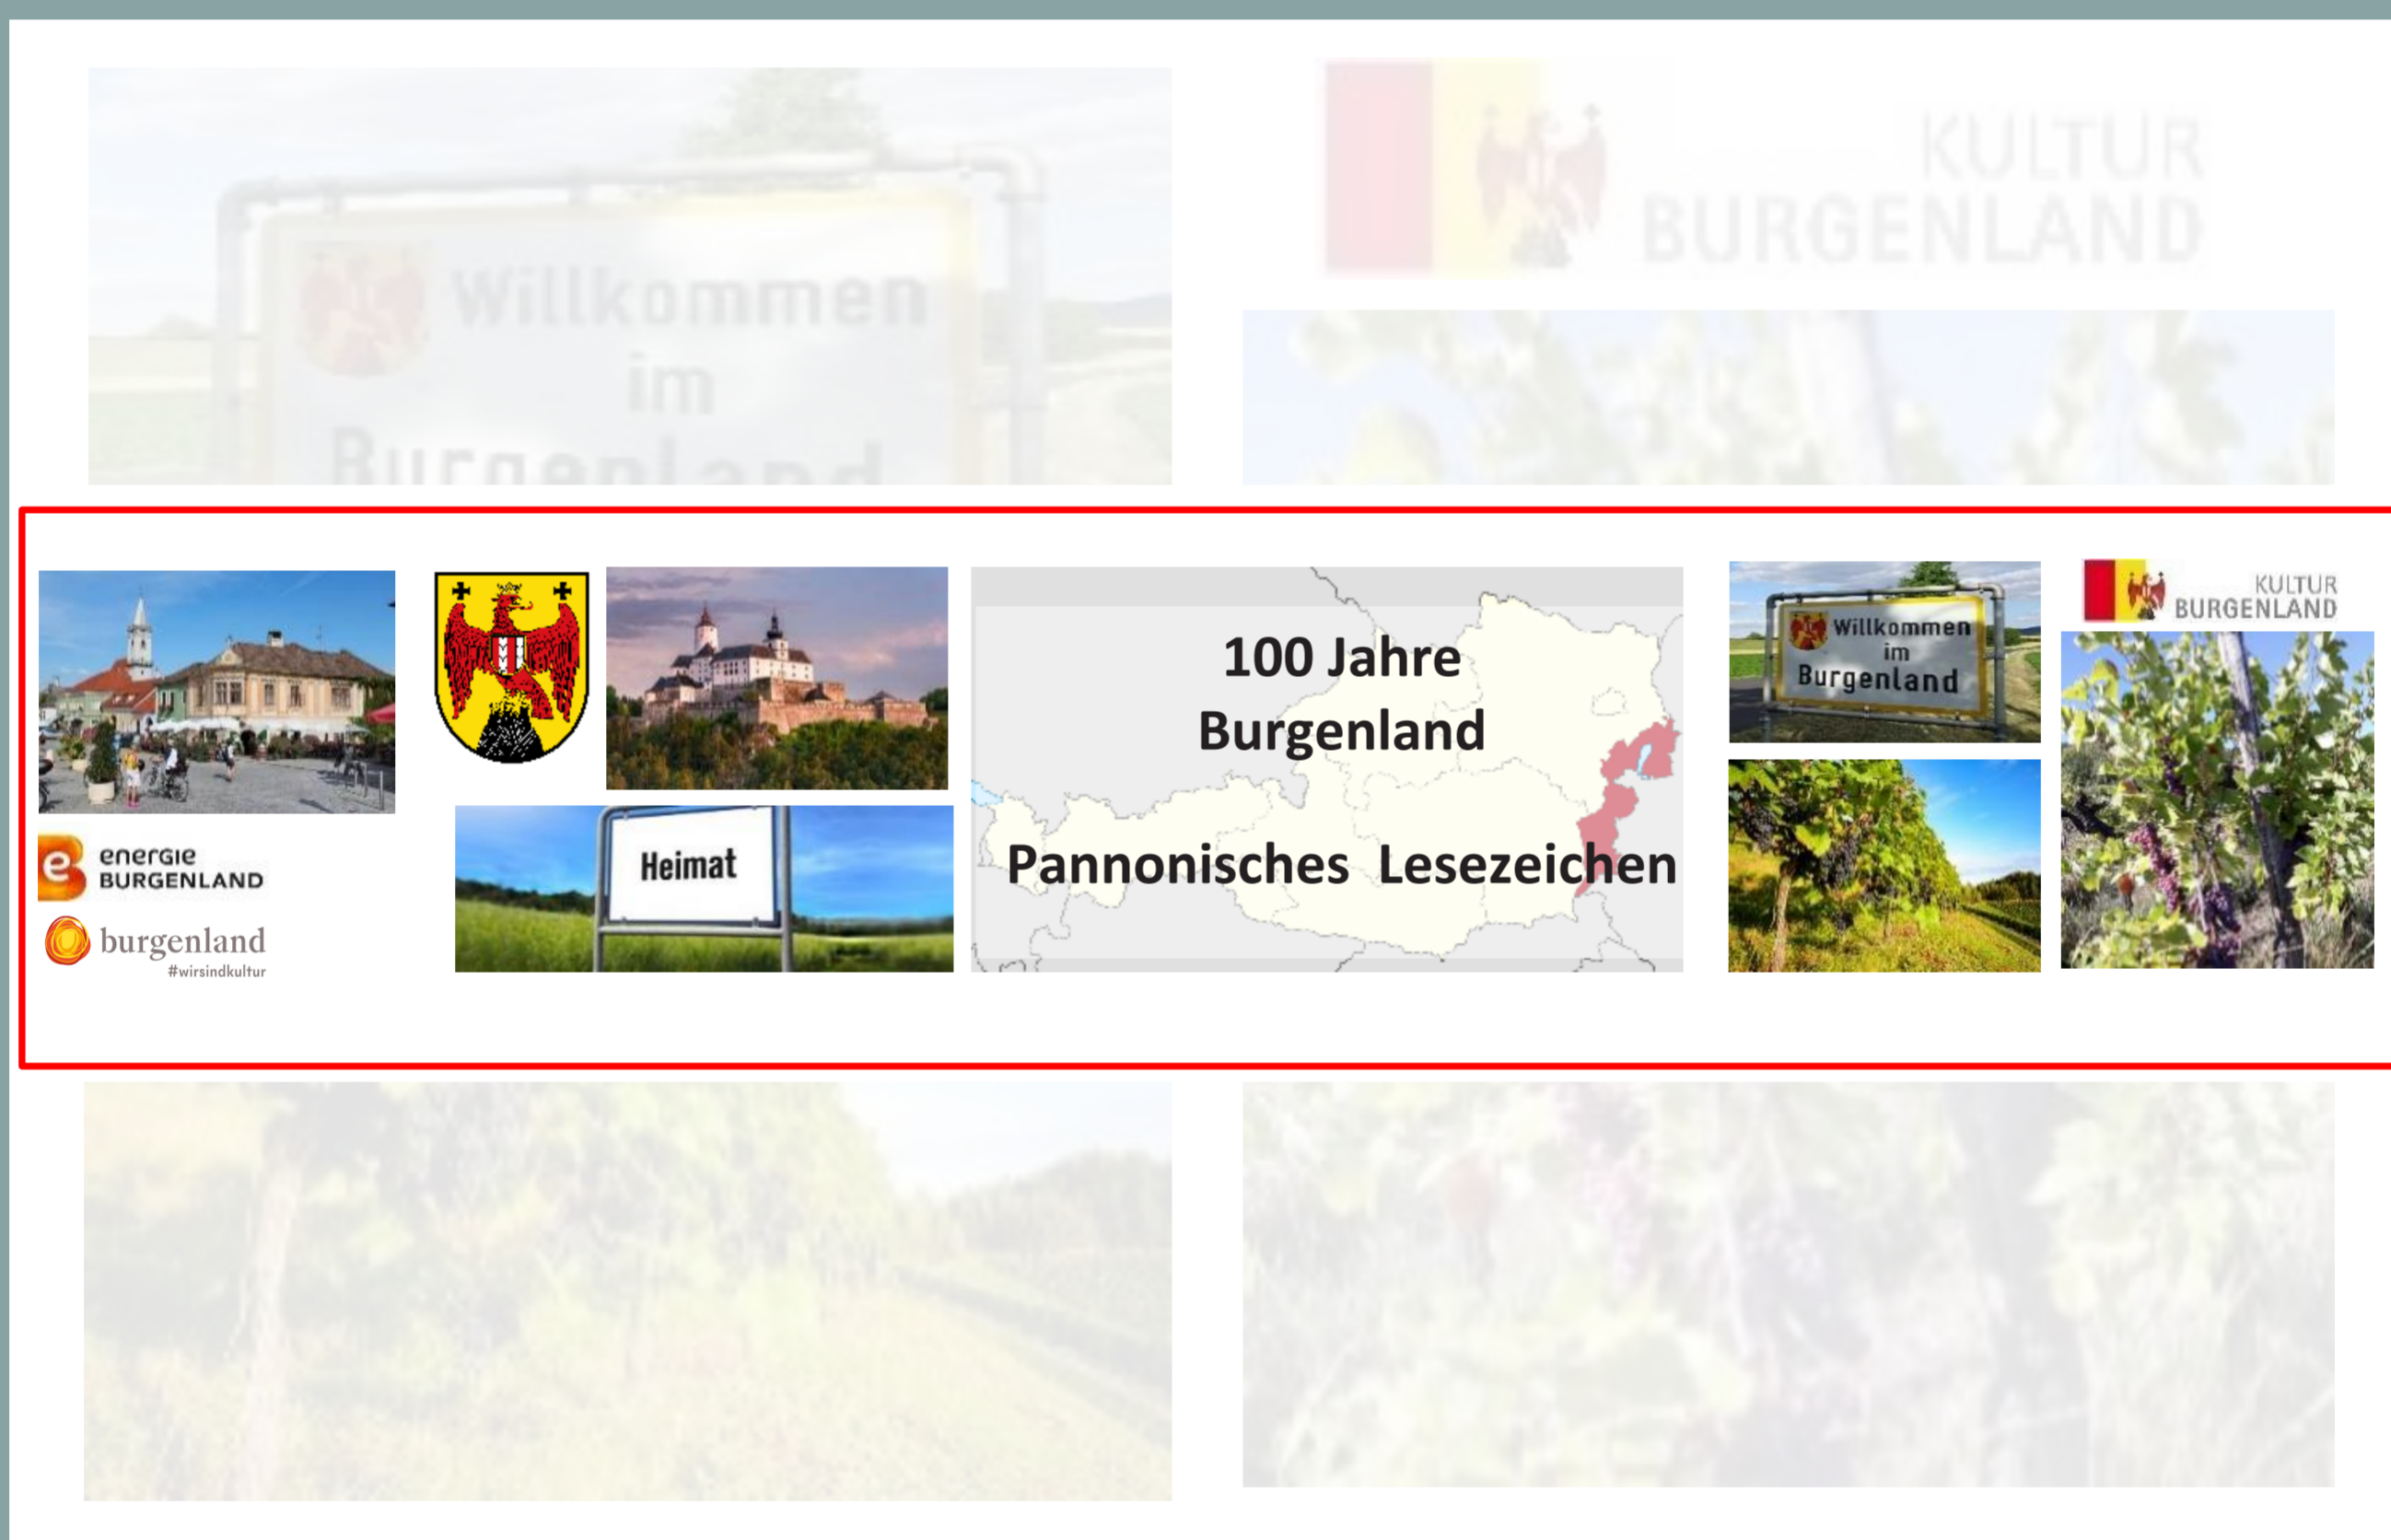 Willkommen
im
Burgenland
KULTUR
BURGENLAND
energie
BURGENLAND
burgenland
#wirsindkultur
Heimat
100 Jahre
Burgenland
Pannonisches Lesezeichen
Willkommen
im
Burgenland
KULTUR
BURGENLAND